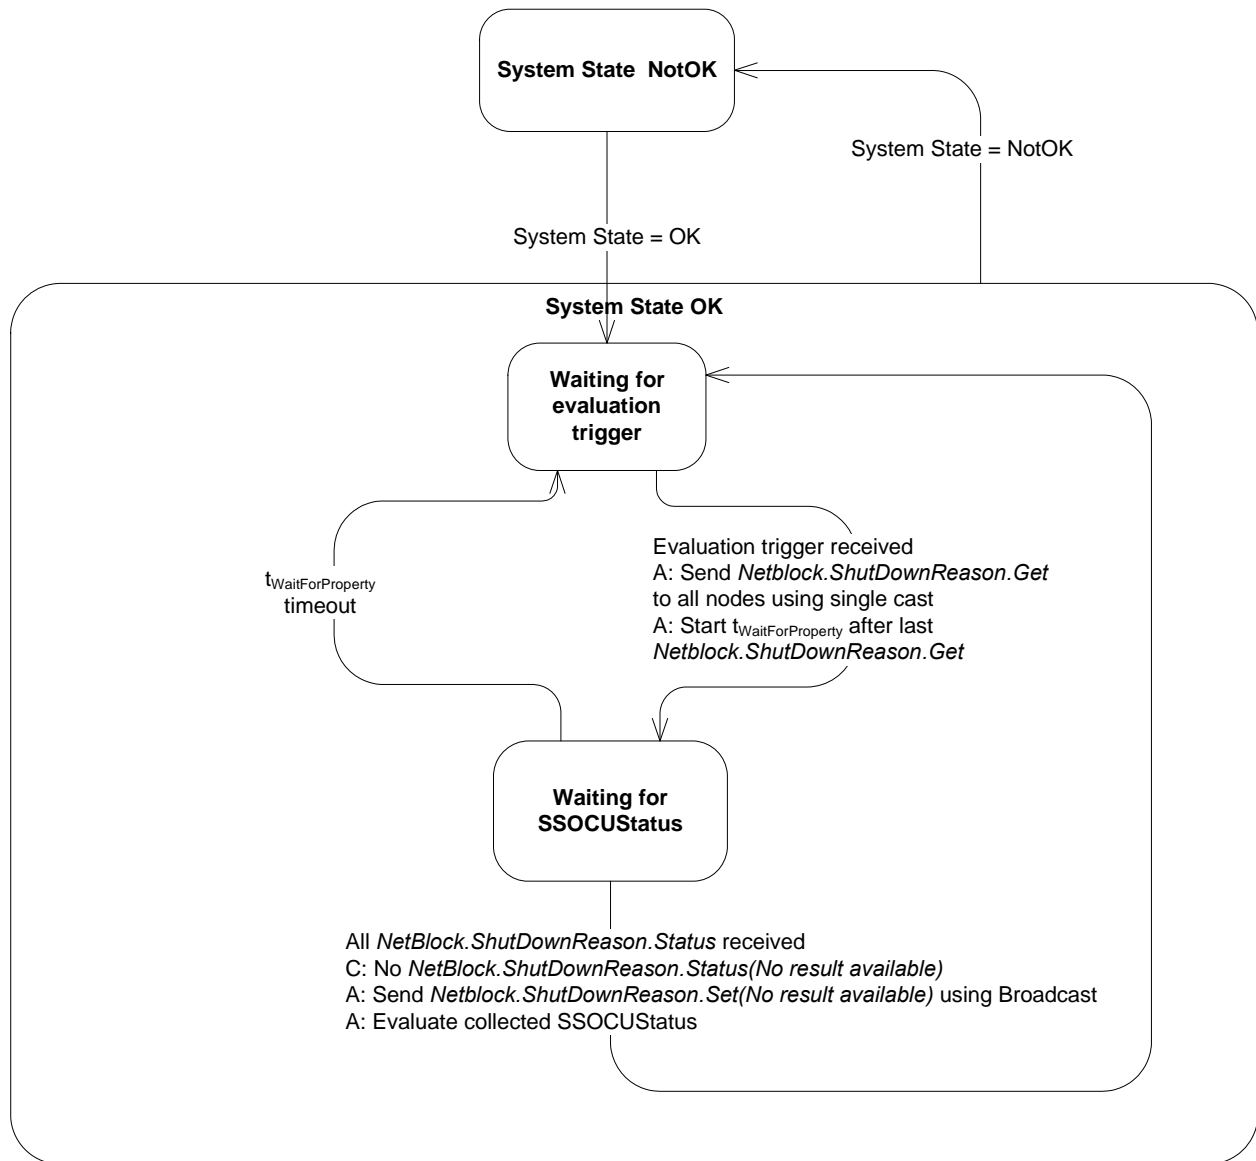 System State  NotOK
System State = NotOK
System State = OK
System State OK
Waiting for
evaluation
trigger
Evaluation trigger received
A: Send Netblock.ShutDownReason.Get
to all nodes using single cast
A: Start tWaitForProperty after last
Netblock.ShutDownReason.Get
tWaitForProperty
timeout
Waiting for
SSOCUStatus
All NetBlock.ShutDownReason.Status received
C: No NetBlock.ShutDownReason.Status(No result available)
A: Send Netblock.ShutDownReason.Set(No result available) using Broadcast
A: Evaluate collected SSOCUStatus